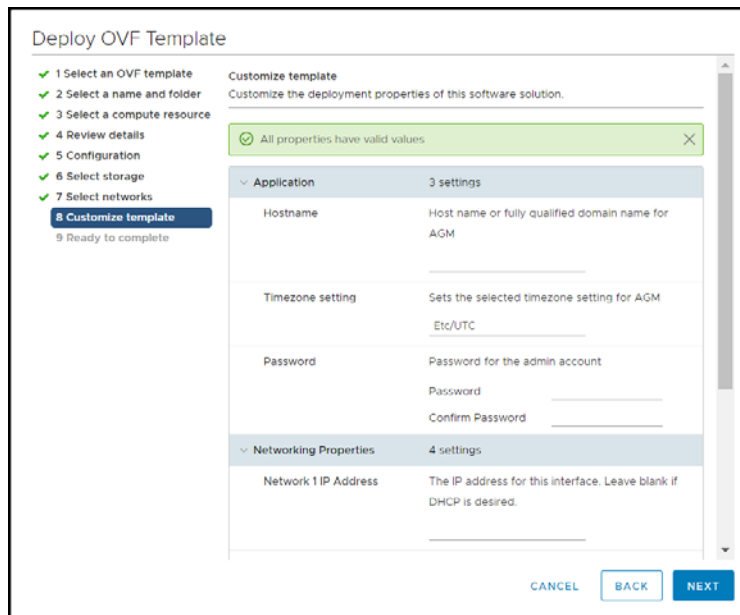 Deploy OVF Template
1 Select an OVF template
2 Select a name and folder
3 Select a compute resource
4 Review details
5 Configuration
6 Select storage
7 Select networks
8 Customize template
9 Ready to complete
Customize template
Customize the deployment properties of this software solution.
All properties have valid values
Application 3 settings
Hostname Host name or fully qualified domain name for
AGM
Timezone setting Sets the selected timezone setting for AGM
Etc/UTC
Password Password for the admin account
Password
Confirm Password
Networking Properties 4 settings
Network 1 IP Address The IP address for this interface. Leave blank if
DHCP is desired.
CANCEL BACK NEXT